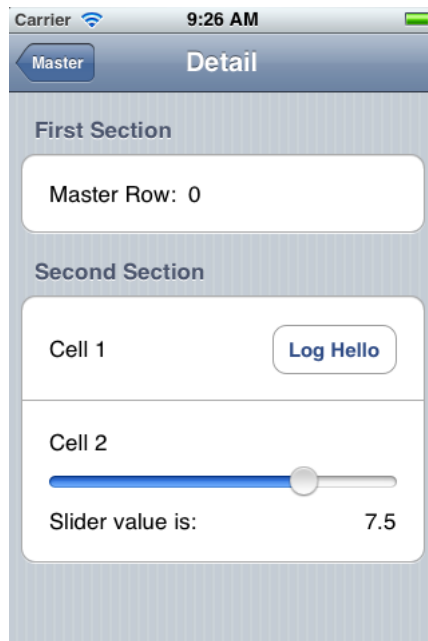 Carrier 9:26 AM
Master Detail
First Section
Master Row: 0
Second Section
Cell 1 Log Hello
Cell 2
Slider value is: 7.5